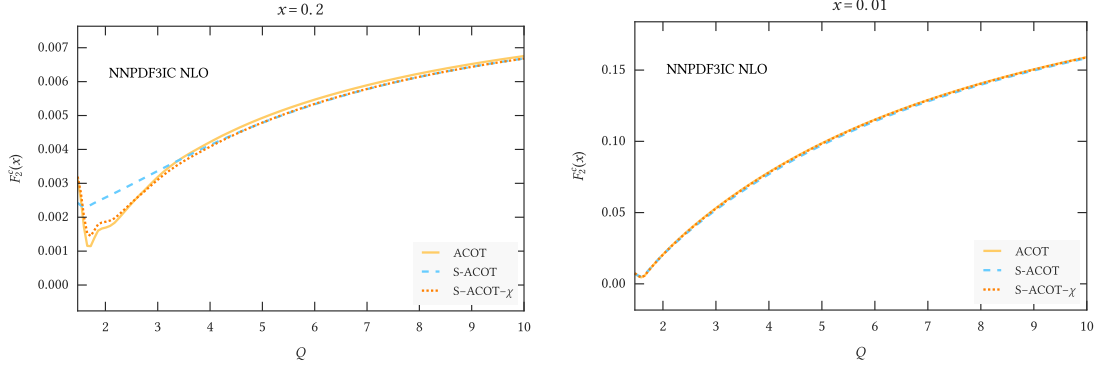 x = 0.2
0.007
0.006
0.005
0.004
0.003
0.002
0.001
0.000
F₂ᶜ(x)
NNPDF3IC NLO
ACOT
S-ACOT
S−ACOT−χ
2 3 4 5 6 7 8 9 10
Q
x = 0.01
0.15
0.10
0.05
0.00
F₂ᶜ(x)
NNPDF3IC NLO
ACOT
S-ACOT
S−ACOT−χ
2 3 4 5 6 7 8 9 10
Q